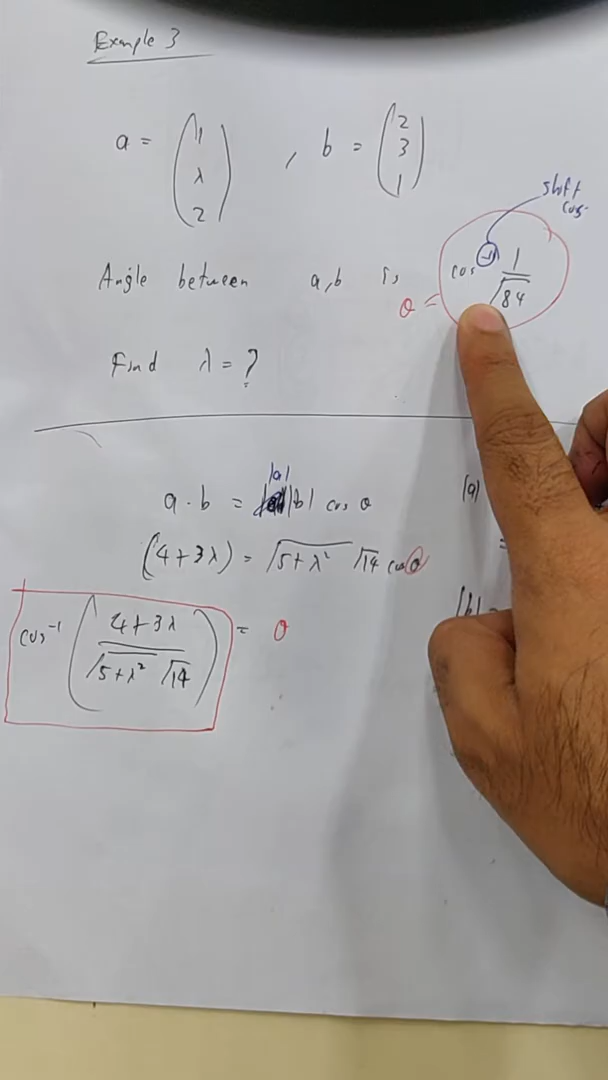 Example 3
a = (1 λ 2) , b = (2 3 1)
shift cos-
Angle between a,b is θ = cos⁻¹ 1/√84
Find λ = ?
a · b = |a| |b| cos θ
|a|
(4+3λ) = √5+λ² √14 cos θ
=
cos⁻¹ (4+3λ / √5+λ² √14) = θ
|b| =